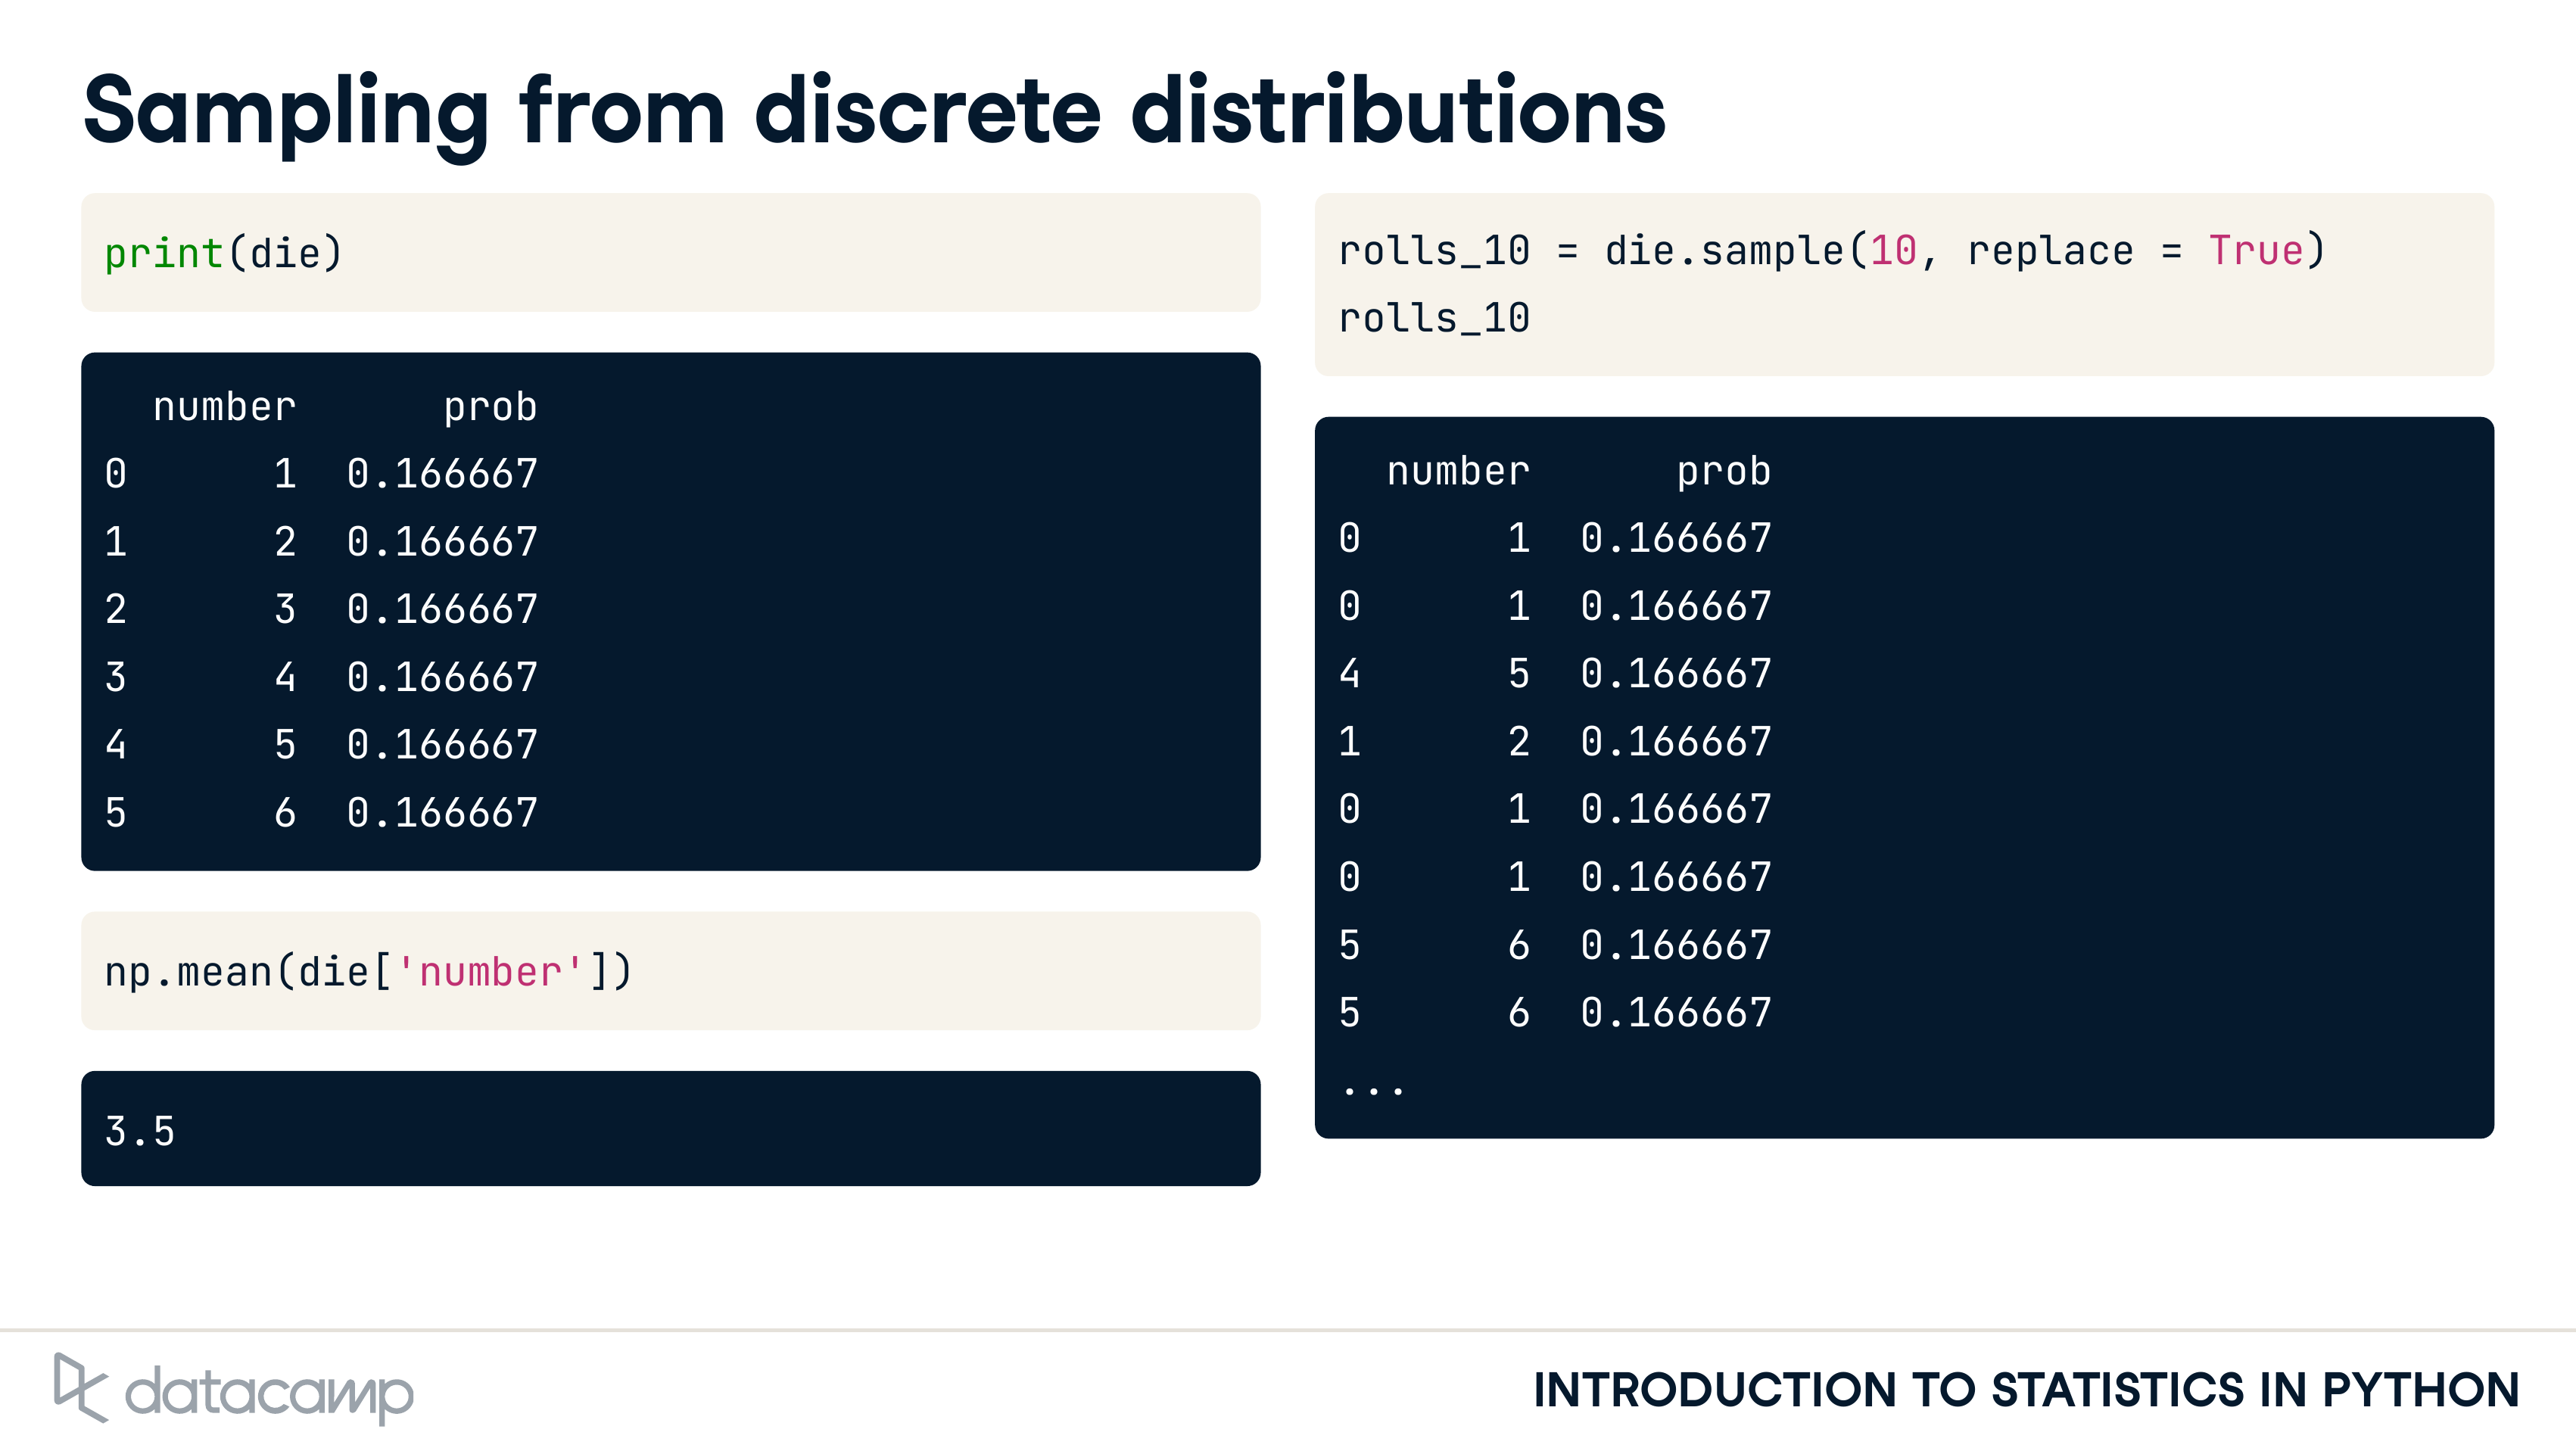 Sampling from discrete distributions
print(die)
number prob
0 1 0.166667
1 2 0.166667
2 3 0.166667
3 4 0.166667
4 5 0.166667
5 6 0.166667
np.mean(die['number'])
3.5
rolls_10 = die.sample(10, replace = True)
rolls_10
number prob
0 1 0.166667
0 1 0.166667
4 5 0.166667
1 2 0.166667
0 1 0.166667
0 1 0.166667
5 6 0.166667
5 6 0.166667
...
datacamp
INTRODUCTION TO STATISTICS IN PYTHON